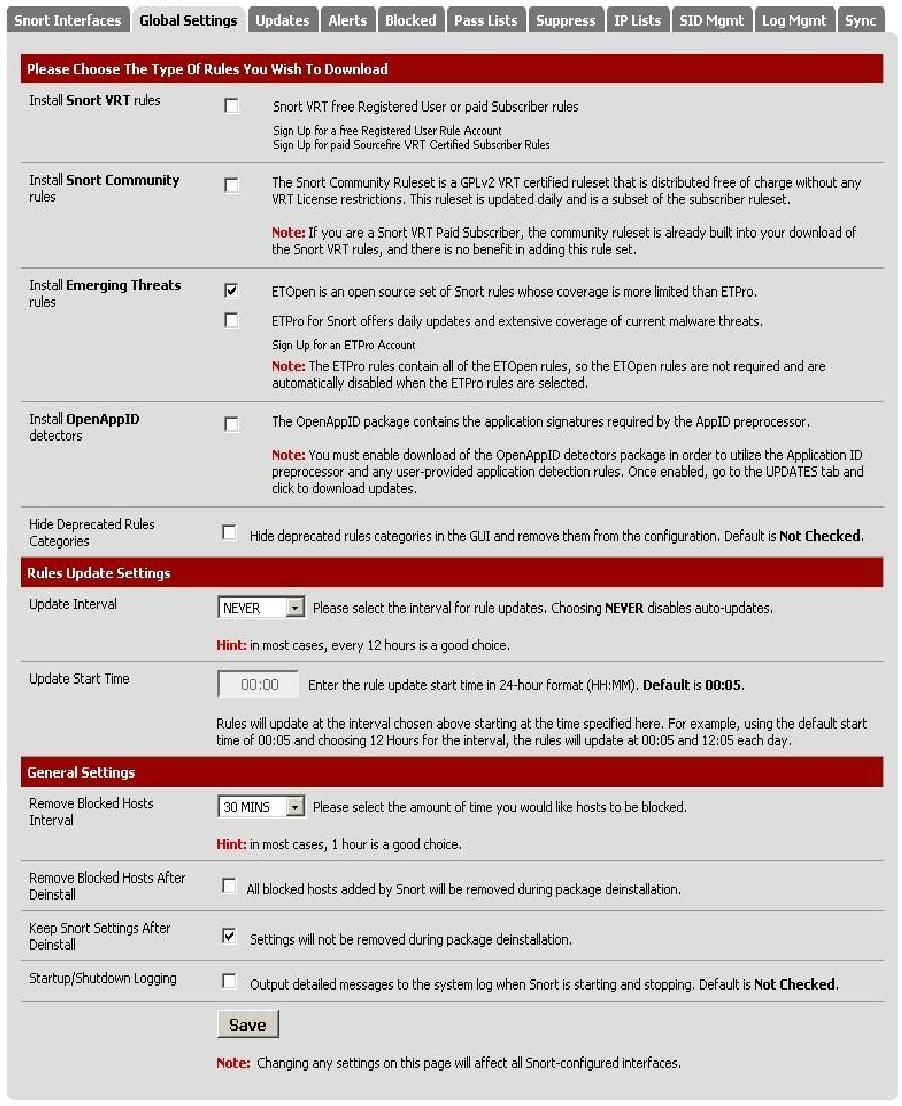 Snort Interfaces Global Settings Updates Alerts Blocked Pass Lists Suppress IP Lists SID Mgmt Log Mgmt Sync
Please Choose The Type Of Rules You Wish To Download
Install Snort VRT rules
Snort VRT free Registered User or paid Subscriber rules
Sign Up for a free Registered User Rule Account
Sign Up for paid Sourcefire VRT Certified Subscriber Rules
Install Snort Community
rules
The Snort Community Ruleset is a GPLv2 VRT certified ruleset that is distributed free of charge without any
VRT License restrictions. This ruleset is updated daily and is a subset of the subscriber ruleset.
Note: If you are a Snort VRT Paid Subscriber, the community ruleset is already built into your download of
the Snort VRT rules, and there is no benefit in adding this rule set.
Install Emerging Threats
rules
ETOpen is an open source set of Snort rules whose coverage is more limited than ETPro.
ETPro for Snort offers daily updates and extensive coverage of current malware threats.
Sign Up for an ETPro Account
Note: The ETPro rules contain all of the ETOpen rules, so the ETOpen rules are not required and are
automatically disabled when the ETPro rules are selected.
Install OpenAppID
detectors
The OpenAppID package contains the application signatures required by the AppID preprocessor.
Note: You must enable download of the OpenAppID detectors package in order to utilize the Application ID
preprocessor and any user-provided application detection rules. Once enabled, go to the UPDATES tab and
click to download updates.
Hide Deprecated Rules
Categories
Hide deprecated rules categories in the GUI and remove them from the configuration. Default is Not Checked.
Rules Update Settings
Update Interval
NEVER Please select the interval for rule updates. Choosing NEVER disables auto-updates.
Hint: in most cases, every 12 hours is a good choice.
Update Start Time
00:00 Enter the rule update start time in 24-hour format (HH:MM). Default is 00:05.
Rules will update at the interval chosen above starting at the time specified here. For example, using the default start
time of 00:05 and choosing 12 Hours for the interval, the rules will update at 00:05 and 12:05 each day.
General Settings
Remove Blocked Hosts
Interval
30 MINS Please select the amount of time you would like hosts to be blocked.
Hint: in most cases, 1 hour is a good choice.
Remove Blocked Hosts After
Deinstall
All blocked hosts added by Snort will be removed during package deinstallation.
Keep Snort Settings After
Deinstall
Settings will not be removed during package deinstallation.
Startup/Shutdown Logging
Output detailed messages to the system log when Snort is starting and stopping. Default is Not Checked.
Save
Note: Changing any settings on this page will affect all Snort-configured interfaces.